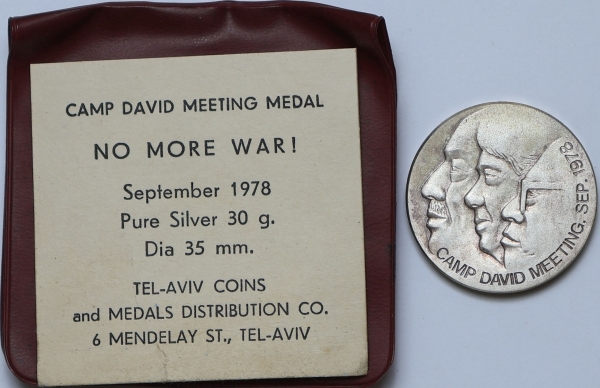 CAMP DAVID MEETING MEDAL
NO MORE WAR!
September 1978
Pure Silver 30 g.
Dia 35 mm.
TEL-AVIV COINS
and MEDALS DISTRIBUTION CO.
6 MENDELAY ST., TEL-AVIV
CAMP DAVID MEETING, SEP. 1978